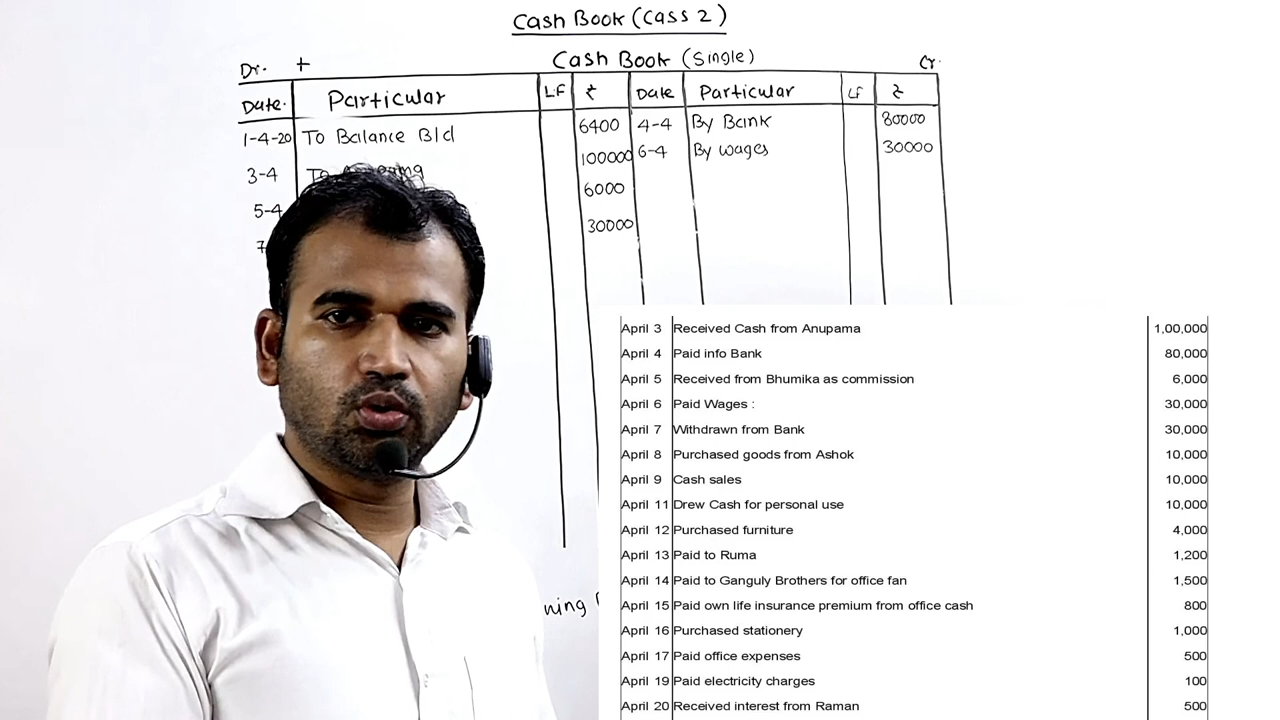 Cash Book (Cass 2)
Cash Book (Single)
Dr. + Cr.
Date. Particular LF ₹ Date Particular LF ₹
1-4-20 To Balance B/d 6400 4-4 By Bank 80000
3-4 To 100000 6-4 By wages 30000
5-4 6000
7 30000
ning
April 3 Received Cash from Anupama 1,00,000
April 4 Paid info Bank 80,000
April 5 Received from Bhumika as commission 6,000
April 6 Paid Wages : 30,000
April 7 Withdrawn from Bank 30,000
April 8 Purchased goods from Ashok 10,000
April 9 Cash sales 10,000
April 11 Drew Cash for personal use 10,000
April 12 Purchased furniture 4,000
April 13 Paid to Ruma 1,200
April 14 Paid to Ganguly Brothers for office fan 1,500
April 15 Paid own life insurance premium from office cash 800
April 16 Purchased stationery 1,000
April 17 Paid office expenses 500
April 19 Paid electricity charges 100
April 20 Received interest from Raman 500